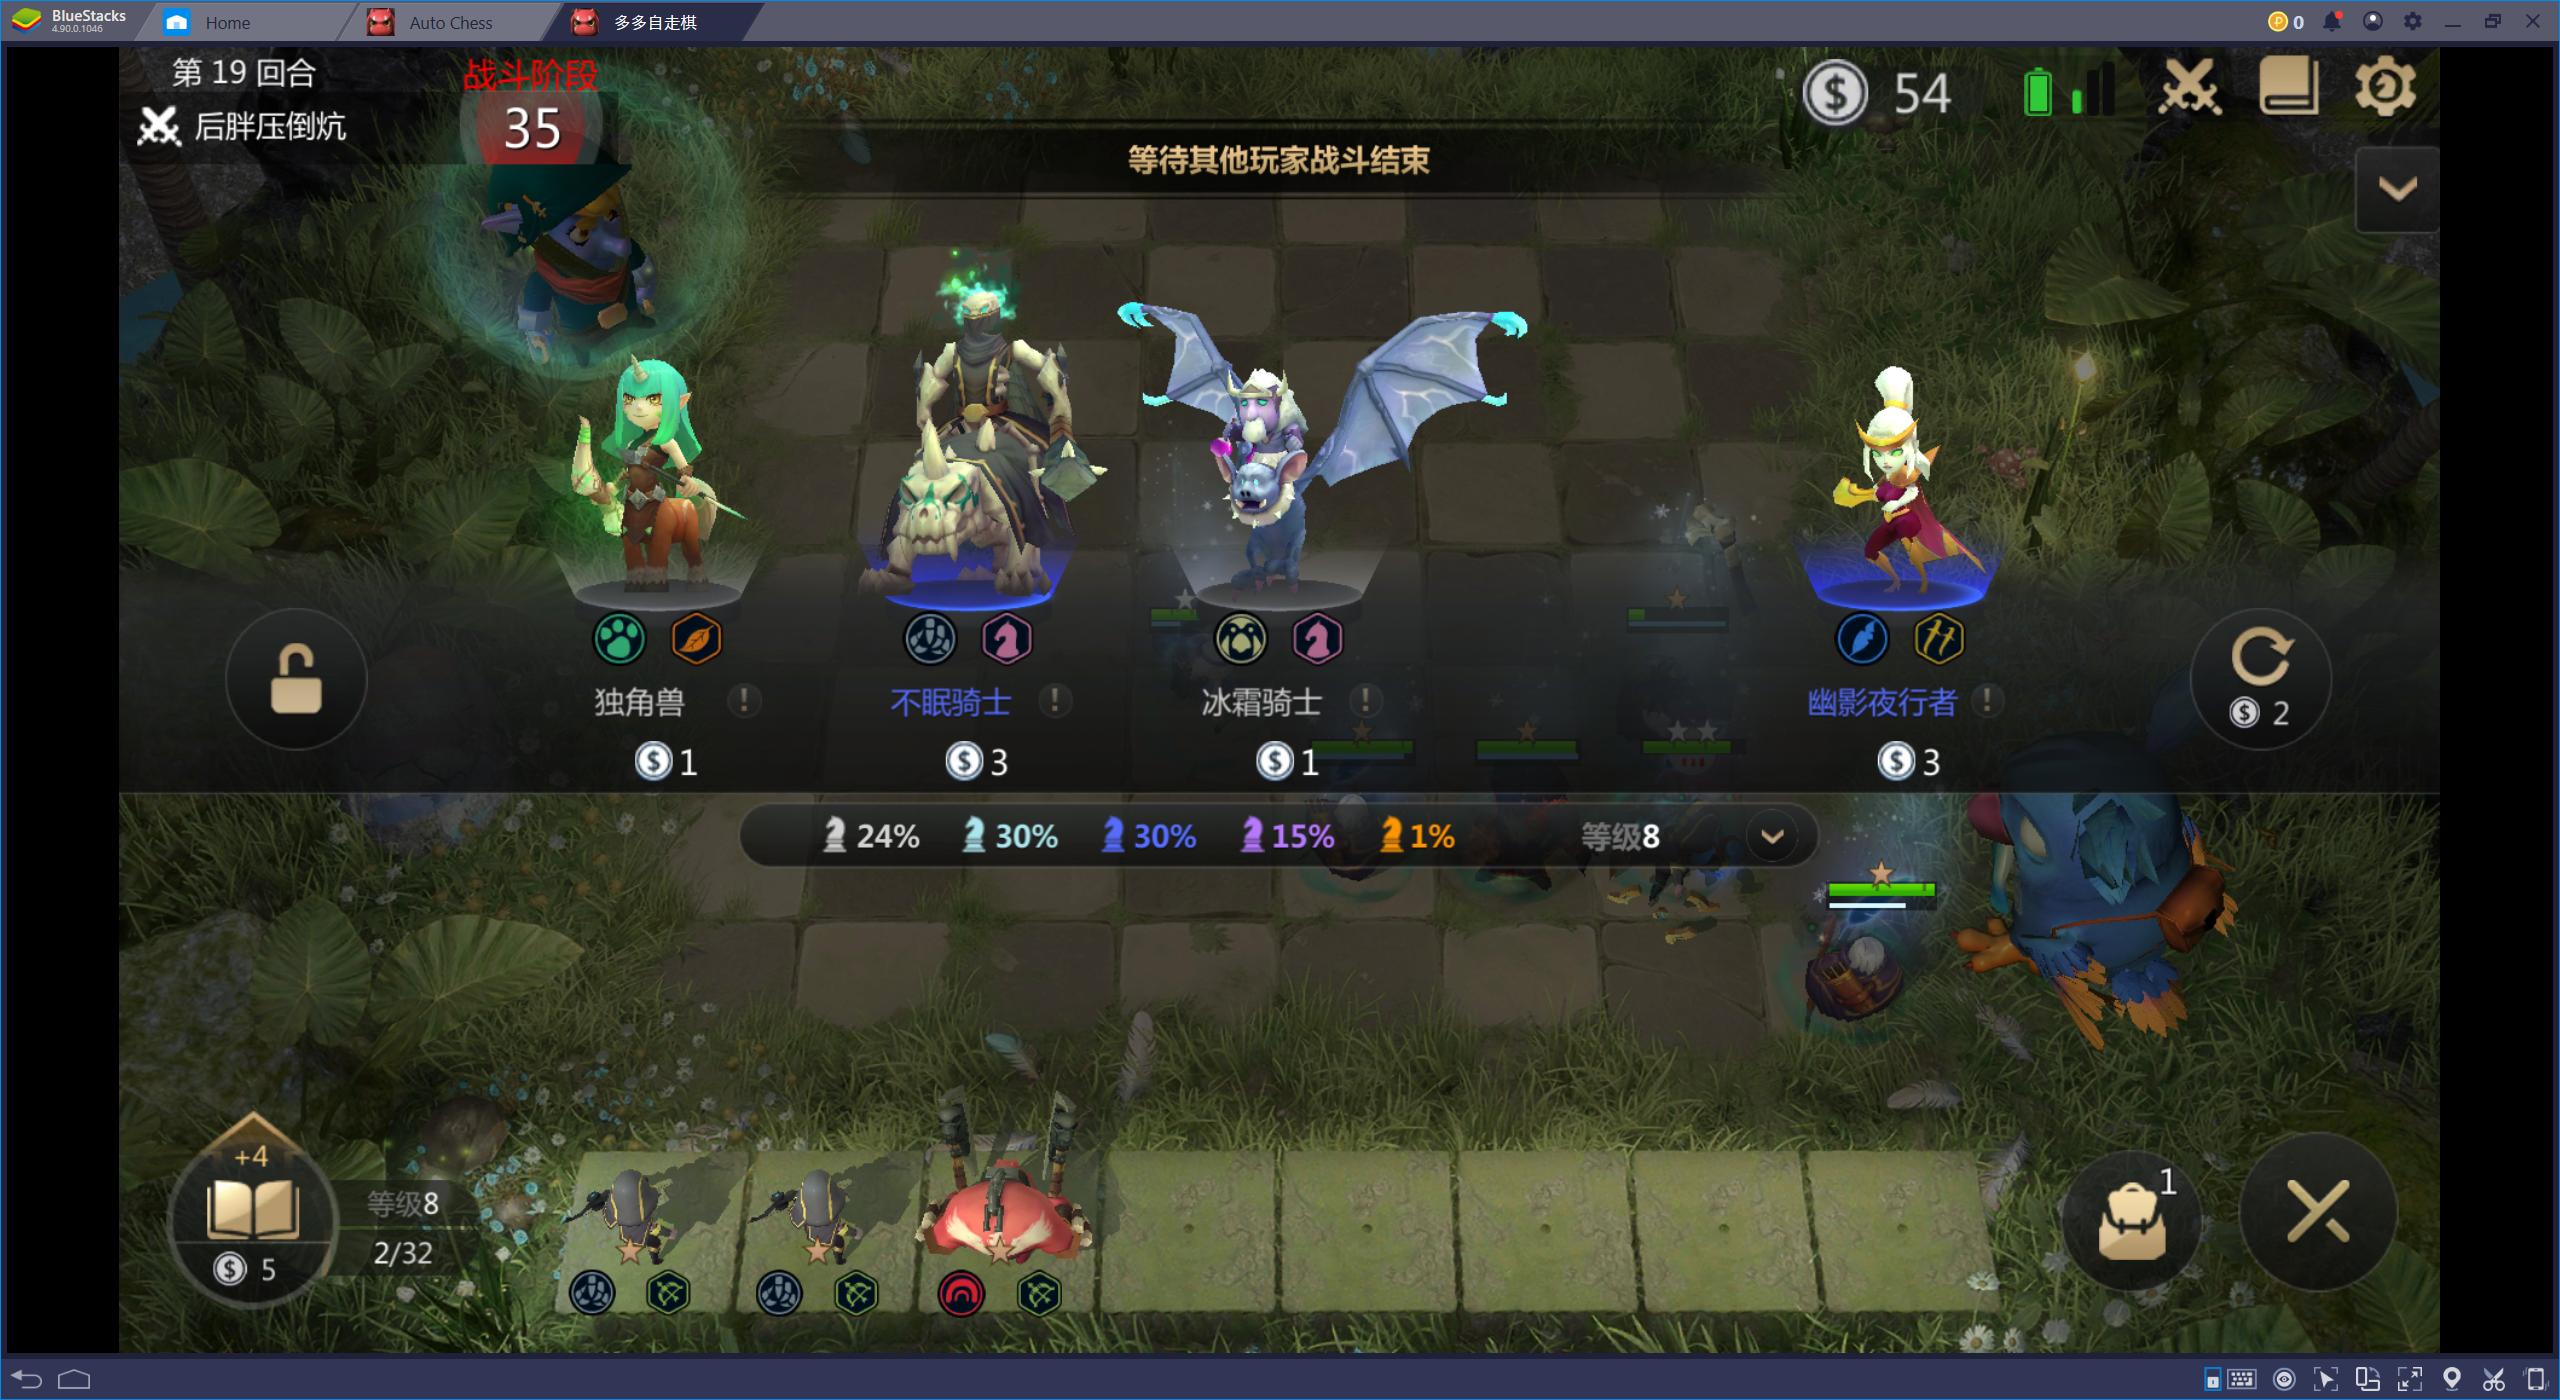 BlueStacks
4.90.0.1046
Home
Auto Chess
多多自走棋
0
第 19 回合
战斗阶段
后胖压倒炕
35
54
等待其他玩家战斗结束
独角兽
不眠骑士
冰霜骑士
幽影夜行者
2
1
3
1
3
24%
30%
30%
15%
1%
等级8
+4
等级8
2/32
5
1